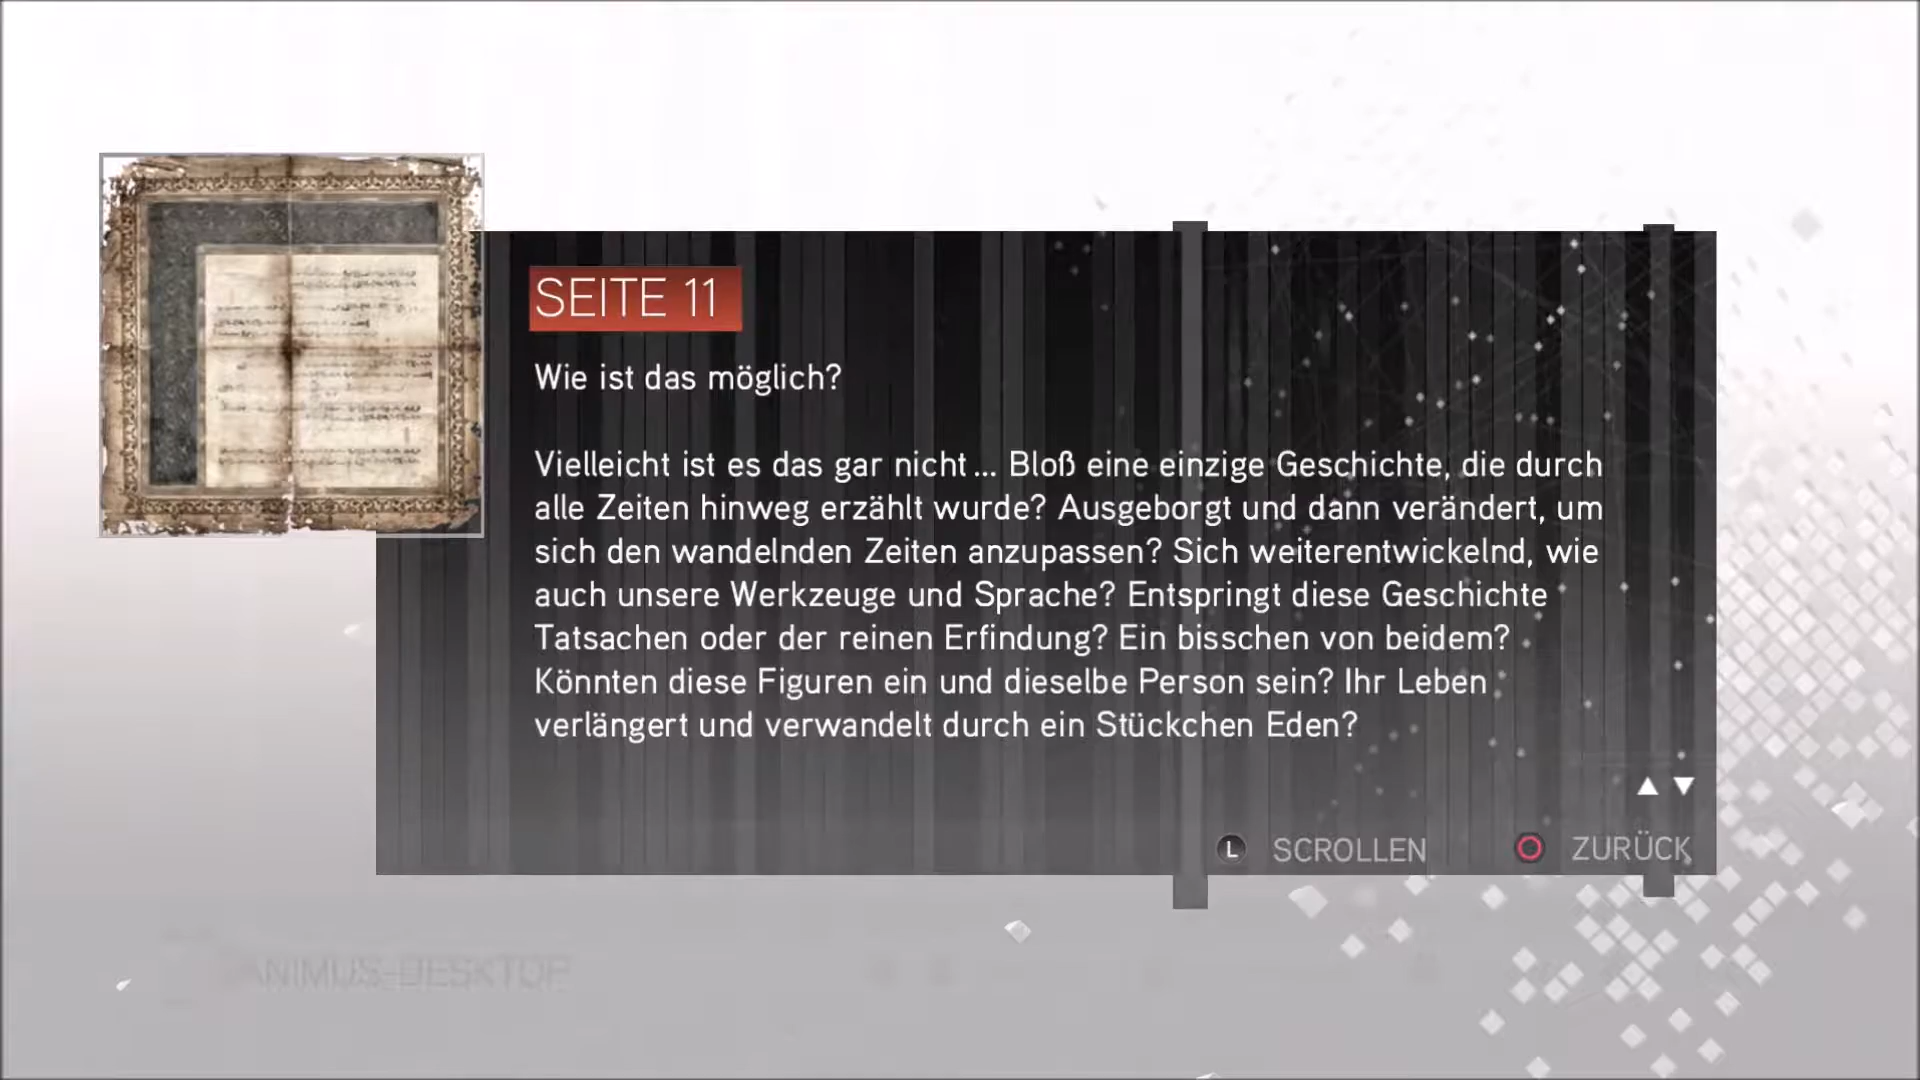 SEITE 11
Wie ist das möglich?
Vielleicht ist es das gar nicht... Bloß eine einzige Geschichte, die durch
alle Zeiten hinweg erzählt wurde? Ausgeborgt und dann verändert, um
sich den wandelnden Zeiten anzupassen? Sich weiterentwickelnd, wie
auch unsere Werkzeuge und Sprache? Entspringt diese Geschichte
Tatsachen oder der reinen Erfindung? Ein bisschen von beidem?
Könnten diese Figuren ein und dieselbe Person sein? Ihr Leben
verlängert und verwandelt durch ein Stückchen Eden?
L SCROLLEN ZURÜCK
ANIMUS-DESKTOP